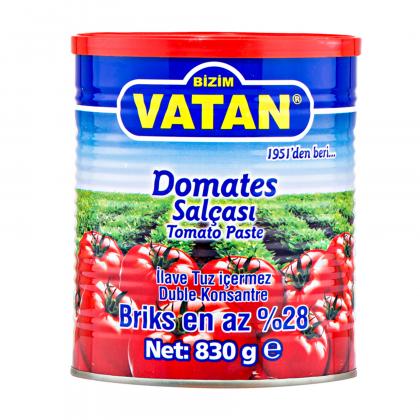 BİZİM
VATAN®
1951'den beri...
Domates
Salçası
Tomato Paste
İlave Tuz içermez
Duble Konsantre
Briks en az %28
Net: 830 g ℮